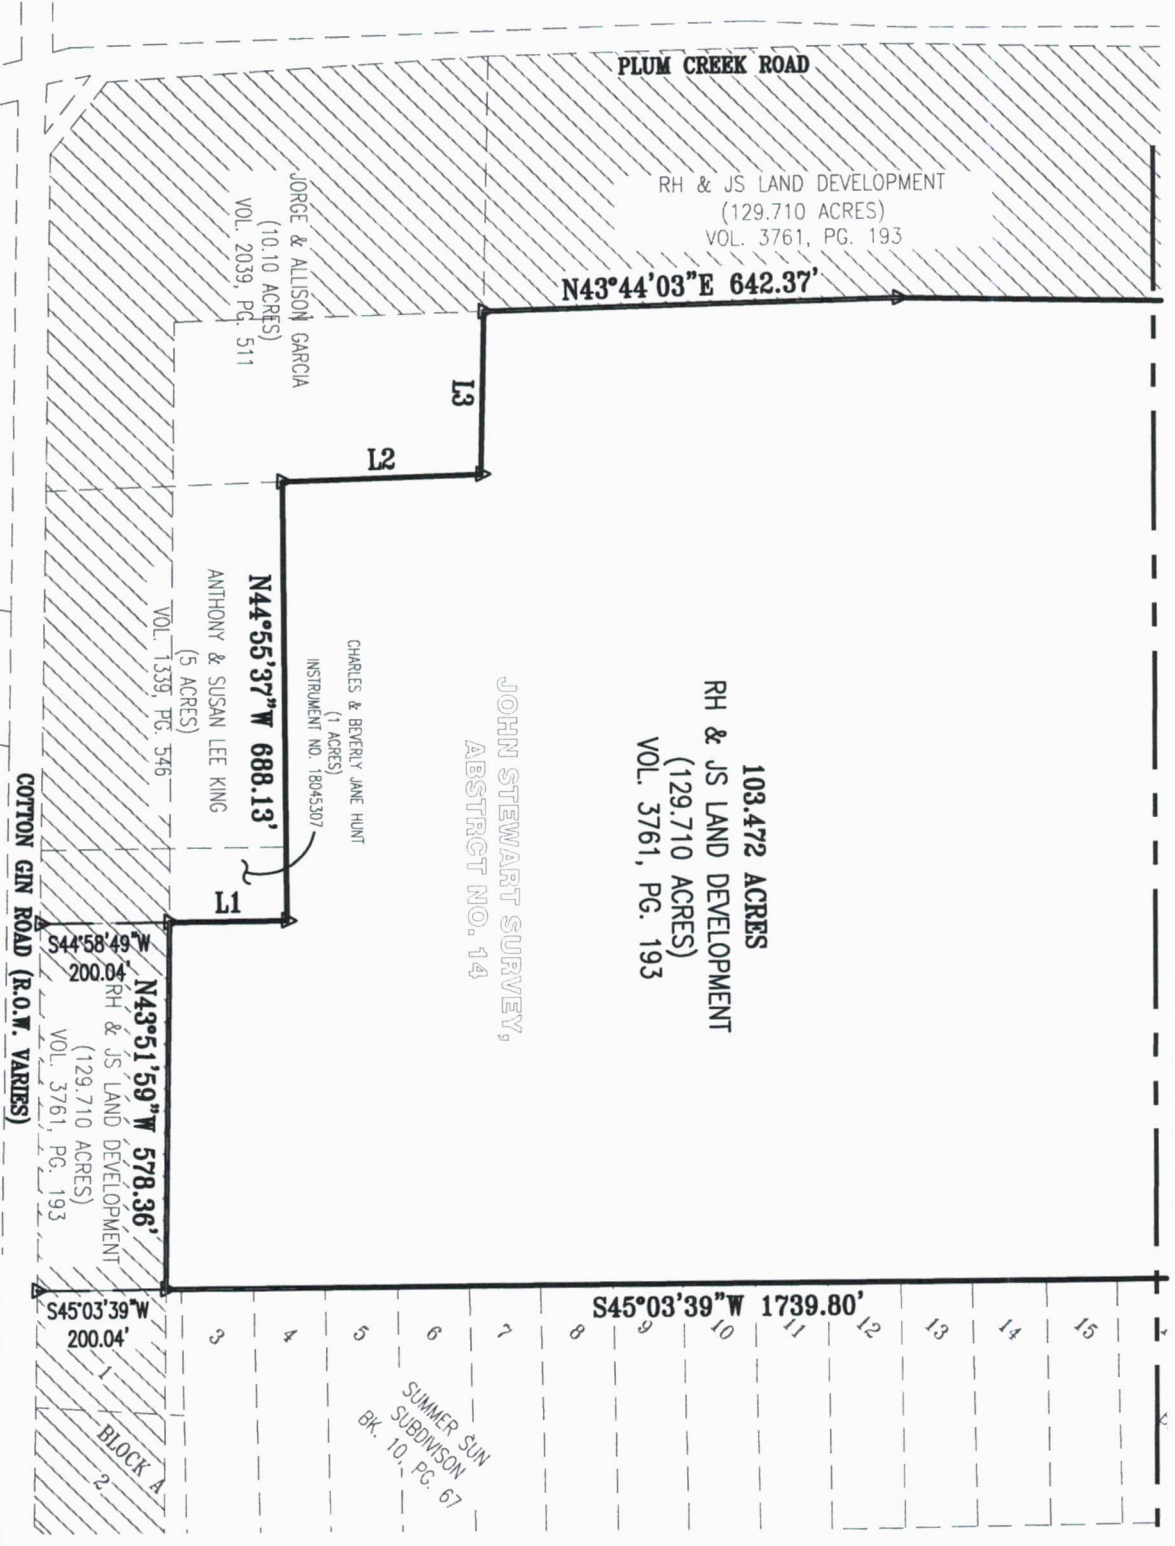 PLUM CREEK ROAD
RH & JS LAND DEVELOPMENT
(129.710 ACRES)
VOL. 3761, PG. 193
N43°44'03"E 642.37'
JORGE & ALLISON GARCIA
(10.10 ACRES)
VOL. 2039, PG. 511
L3
L2
N44°55'37"W 688.13'
ANTHONY & SUSAN LEE KING
(5 ACRES)
VOL. 1339, PG. 546
CHARLES & BEVERLY JANE HUNT
(1 ACRES)
INSTRUMENT NO. 18045307
JOHN STEWART SURVEY,
ABSTRCT NO. 14
103.472 ACRES
RH & JS LAND DEVELOPMENT
(129.710 ACRES)
VOL. 3761, PG. 193
L1
S44°58'49"W
200.04'
N43°51'59"W 578.36'
RH & JS LAND DEVELOPMENT
(129.710 ACRES)
VOL. 3761, PG. 193
COTTON GIN ROAD (R.O.W. VARIES)
S45°03'39"W
200.04'
S45°03'39"W 1739.80'
1
2
3
4
5
6
7
8
9
10
11
12
13
14
15
BLOCK A
SUMMER SUN
SUBDIVISON
BK. 10, PG. 67